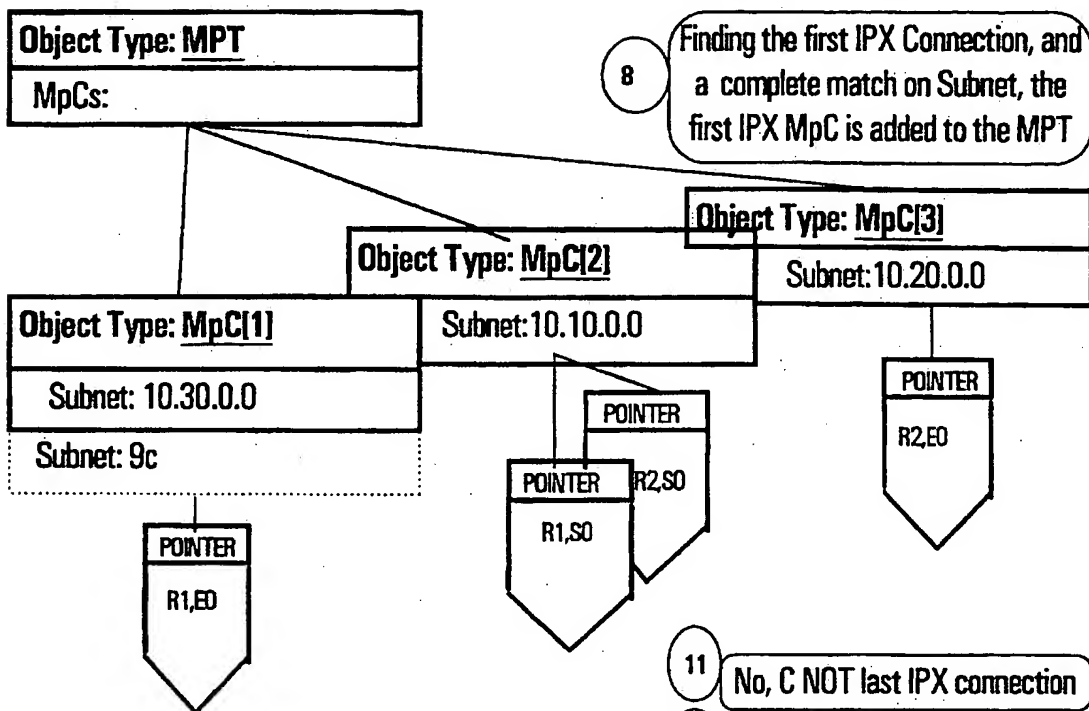 Object Type: MPT
MpCs:
8
Finding the first IPX Connection, and
a complete match on Subnet, the
first IPX MpC is added to the MPT
Object Type: MpC[3]
Subnet:10.20.0.0
Object Type: MpC[2]
Subnet:10.10.0.0
Object Type: MpC[1]
Subnet: 10.30.0.0
Subnet: 9c
POINTER
R2,E0
POINTER
R2,S0
POINTER
R1,S0
POINTER
R1,E0
11
No, C NOT last IPX connection